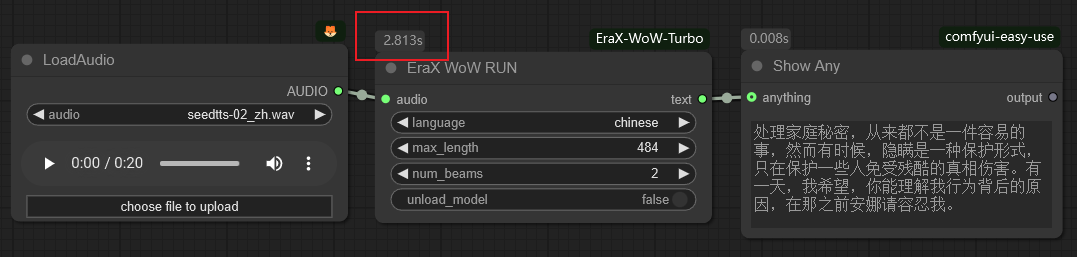 2.813s
EraX-WoW-Turbo
0.008s
comfyui-easy-use
LoadAudio
EraX WoW RUN
Show Any
AUDIO
audio
text
anything
output
audio
seedtts-02_zh.wav
language
chinese
max_length
484
num_beams
2
unload_model
false
0:00 / 0:20
choose file to upload
处理家庭秘密，从来都不是一件容易的
事，然而有时候，隐瞒是一种保护形式，
只在保护一些人免受残酷的真相伤害。有
一天，我希望，你能理解我行为背后的原
因，在那之前安娜请容忍我。